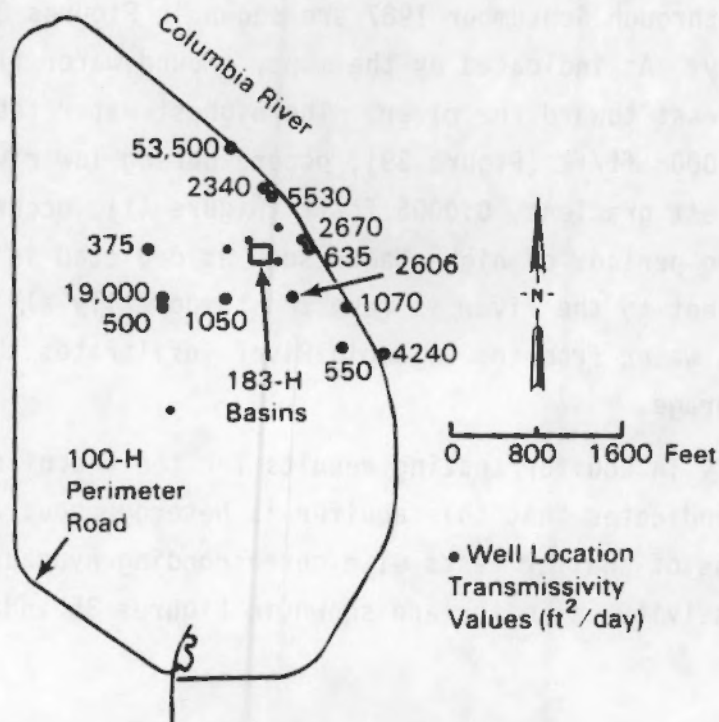 Columbia River
53,500
2340
5530
2670
375
635
2606
19,000
500
1050
1070
550
4240
183-H
Basins
N
0 800 1600 Feet
100-H
Perimeter
Road
• Well Location
Transmissivity
Values (ft²/day)